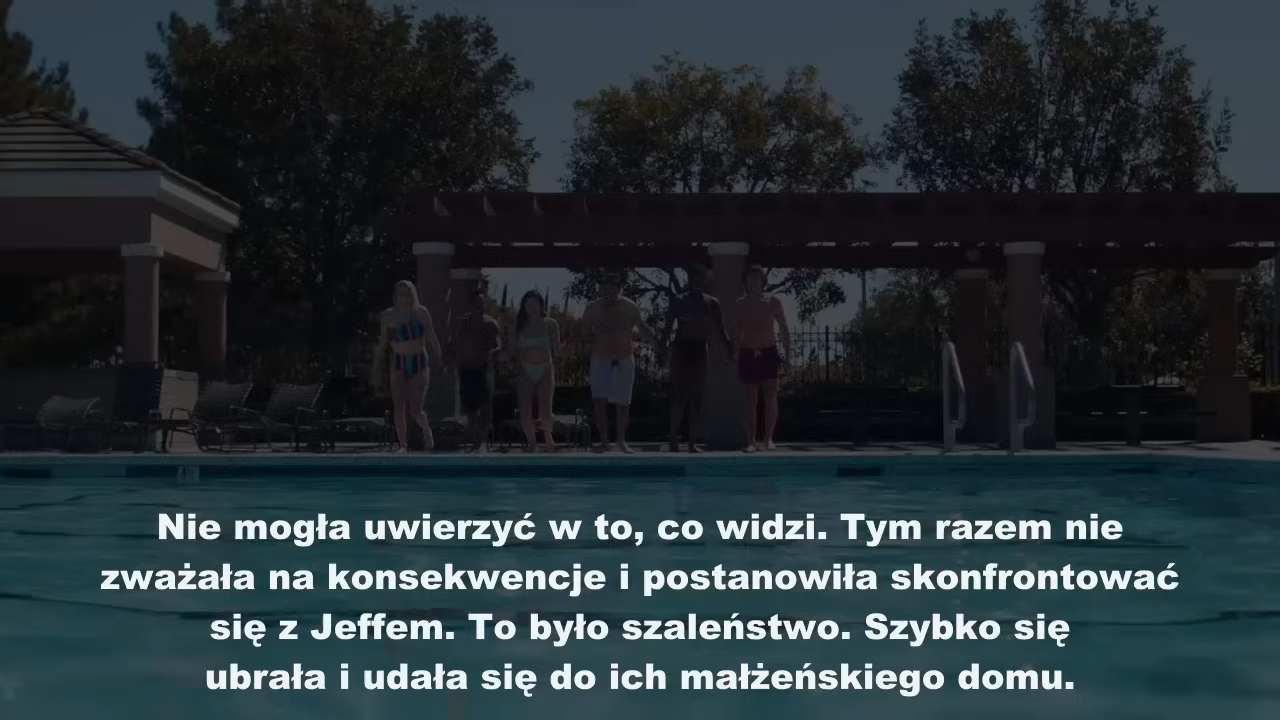 Nie mogła uwierzyć w to, co widzi. Tym razem nie
zważała na konsekwencje i postanowiła skonfrontować
się z Jeffem. To było szaleństwo. Szybko się
ubrała i udała się do ich małżeńskiego domu.